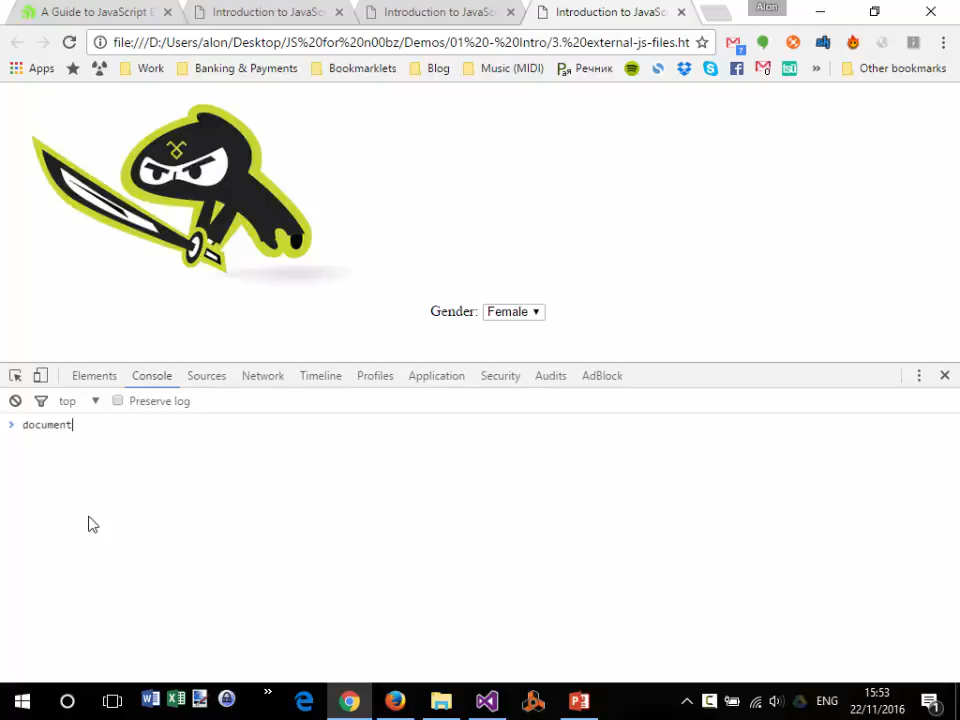 A Guide to JavaScript E
Introduction to JavaSc
Introduction to JavaSc
Introduction to JavaSc
Alon
file:///D:/Users/alon/Desktop/JS%20for%20n00bz/Demos/01%20-%20Intro/3.%20external-js-files.ht
Apps
Work
Banking & Payments
Bookmarklets
Blog
Music (MIDI)
Речник
»
Other bookmarks
Gender: Female
Elements Console Sources Network Timeline Profiles Application Security Audits AdBlock
top
Preserve log
> document
ENG
15:53
22/11/2016